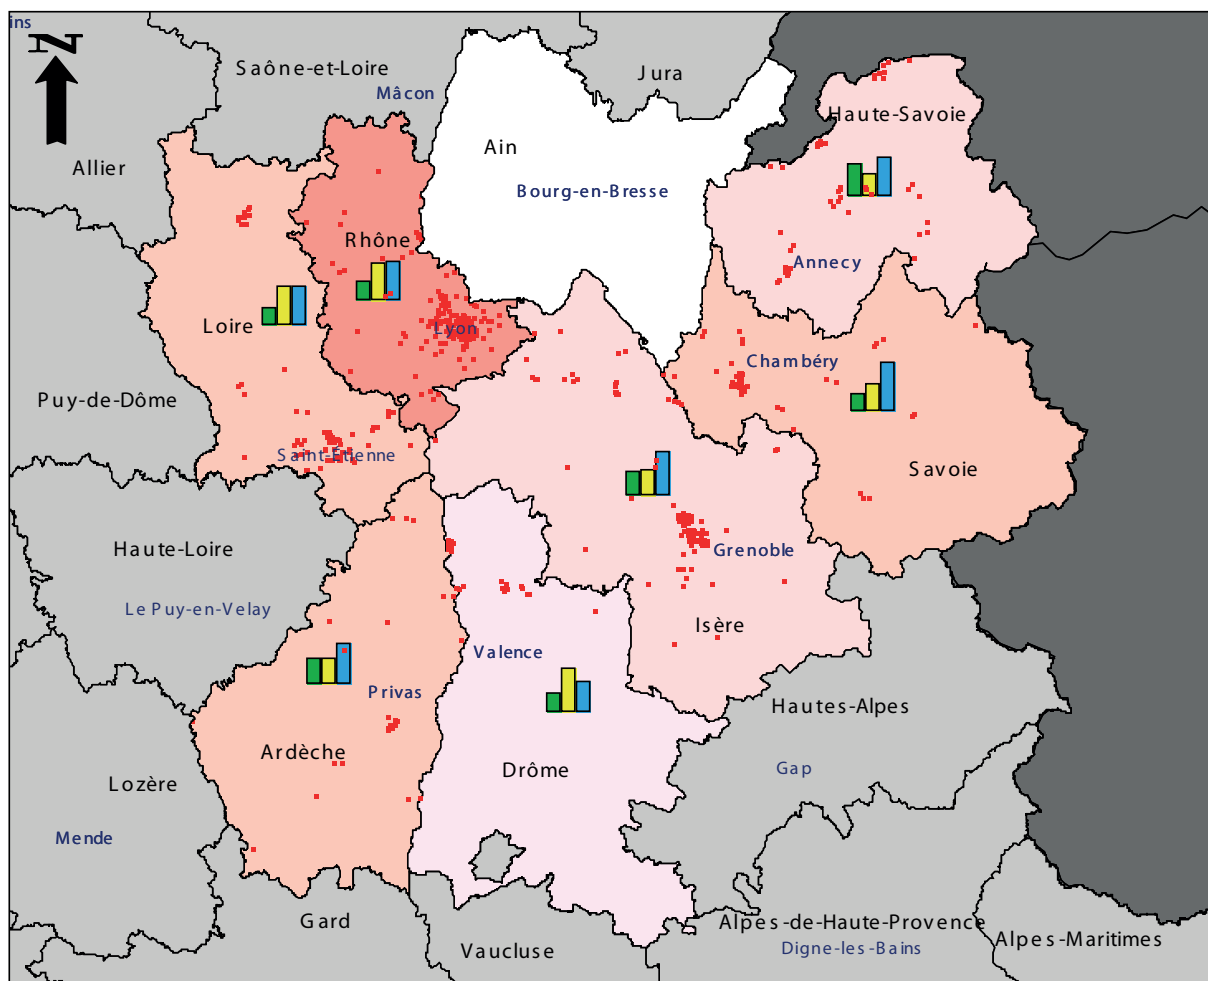 ins
N
Saône-et-Loire
Jura
Mâcon
Haute-Savoie
Ain
Allier
Bourg-en-Bresse
Rhône
Annecy
Loire
Lyon
Chambéry
Puy-de-Dôme
Saint-Etienne
Savoie
Haute-Loire
Grenoble
Le Puy-en-Velay
Isère
Valence
Privas
Hautes-Alpes
Ardèche
Drôme
Gap
Lozère
Mende
Gard
Alpes-de-Haute-Provence
Alpes-Maritimes
Vaucluse
Digne-les-Bains